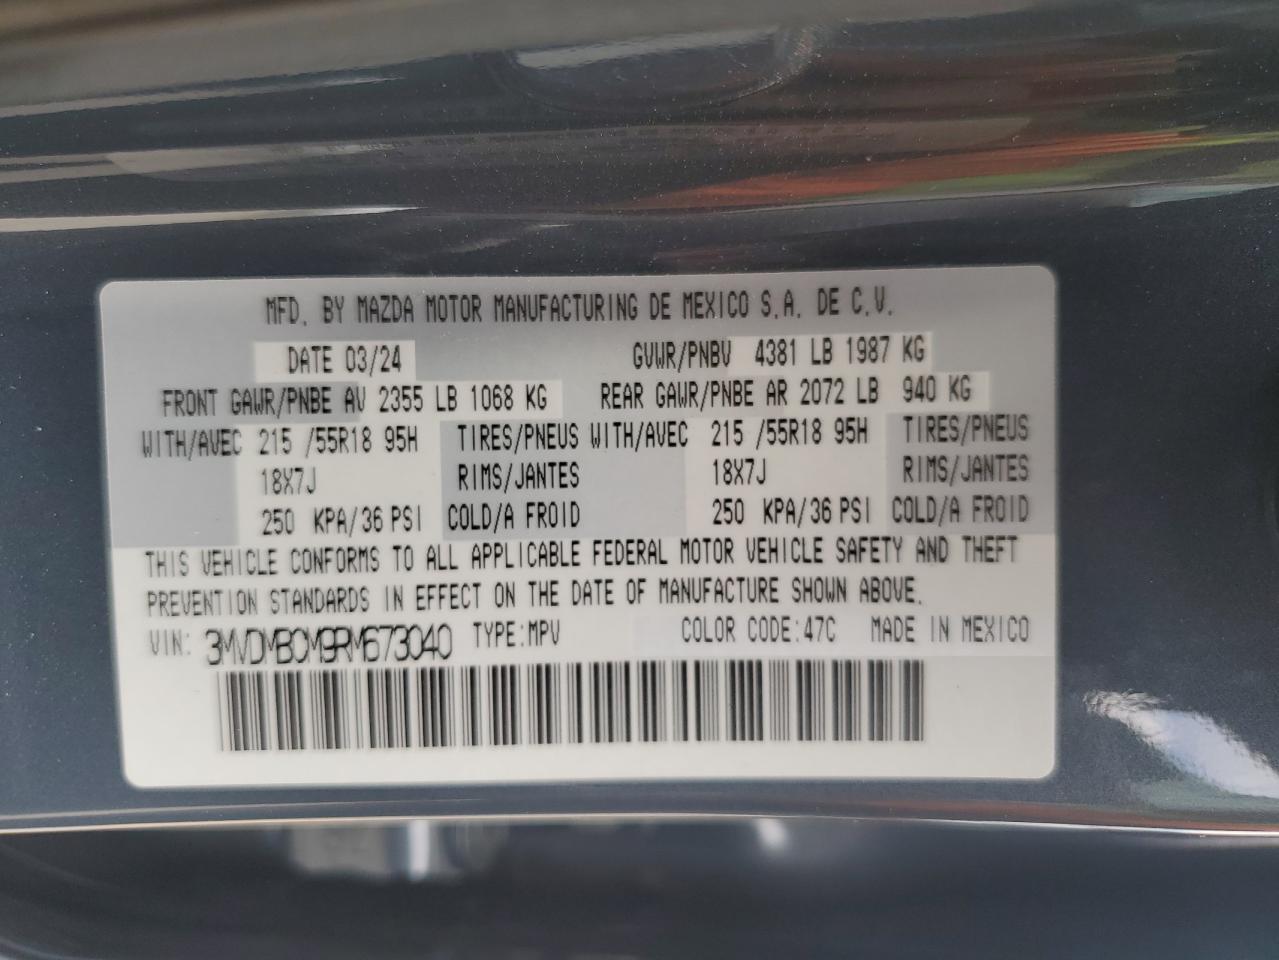 MFD. BY MAZDA MOTOR MANUFACTURING DE MEXICO S.A. DE C.V.
DATE 03/24 GVWR/PNBV 4381 LB 1987 KG
FRONT GAWR/PNBE AV 2355 LB 1068 KG REAR GAWR/PNBE AR 2072 LB 940 KG
WITH/AVEC 215 /55R18 95H TIRES/PNEUS WITH/AVEC 215 /55R18 95H TIRES/PNEUS
18X7J RIMS/JANTES 18X7J RIMS/JANTES
250 KPA/36 PSI COLD/A FROID 250 KPA/36 PSI COLD/A FROID
THIS VEHICLE CONFORMS TO ALL APPLICABLE FEDERAL MOTOR VEHICLE SAFETY AND THEFT
PREVENTION STANDARDS IN EFFECT ON THE DATE OF MANUFACTURE SHOWN ABOVE.
VIN: 3MVDMBCM9RM673040 TYPE:MPV COLOR CODE:47C MADE IN MEXICO